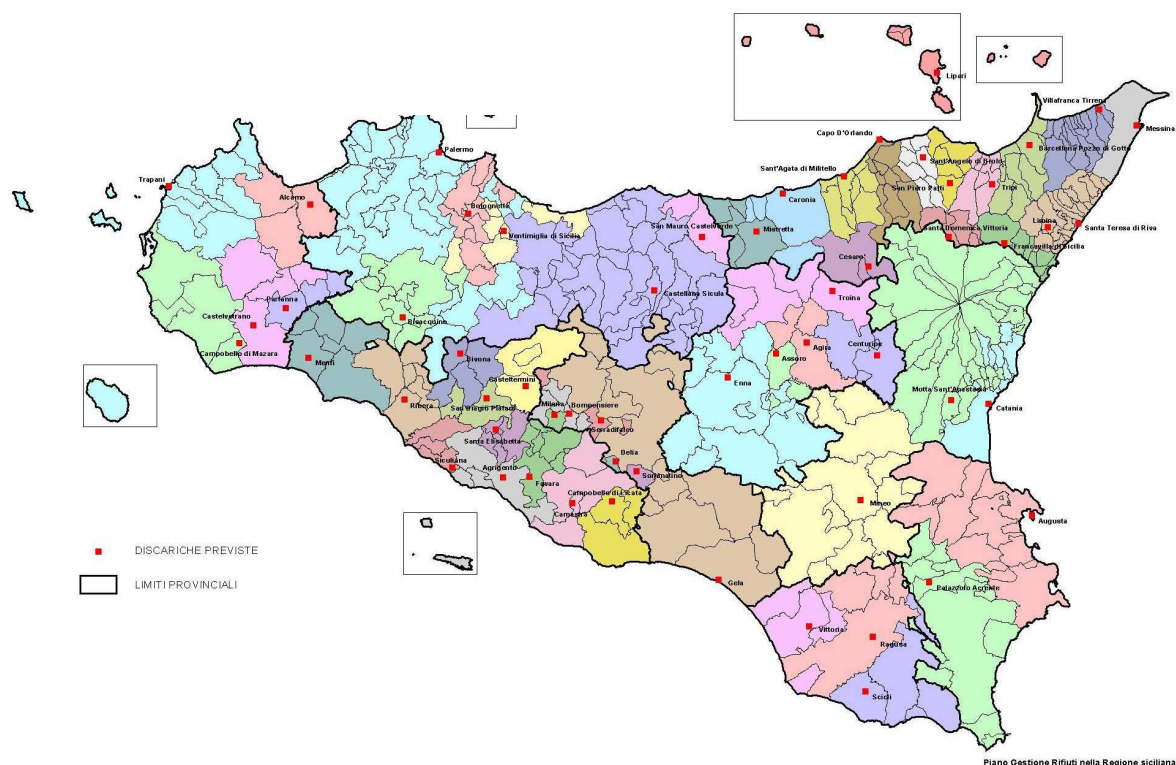 Lipari
Villafranca Tirrena
Messina
Capo D'Orlando
Barcellona Pozzo di Gotto
Palermo
Sant'Angelo di Brolo
Sant'Agata di Militello
Trapani
San Piero Patti
Tripi
Caronia
Alcamo
Bolognetta
Limina
Santa Teresa di Riva
San Mauro Castelverde
Mistretta
Santa Domenica Vittoria
Ventimiglia di Sicilia
Francavilla di Sicilia
Cesaro'
Castellana Sicula
Troina
Partanna
Bisacquino
Castelvetrano
Agira
Centuripe
Campobello di Mazara
Assoro
Menfi
Bivona
Enna
Casteltermini
Motta Sant'Anastasia
Ribera
San Biagio Platani
Milena
Bompensiere
Catania
Serradifalco
Santa Elisabetta
Delia
Siculiana
Agrigento
Sommatino
Favara
Campobello di Licata
Mineo
Camastra
Augusta
DISCARICHE PREVISTE
LIMITI PROVINCIALI
Gela
Palazzolo Acreide
Vittoria
Ragusa
Scicli
Piano Gestione Rifiuti nella Regione siciliana